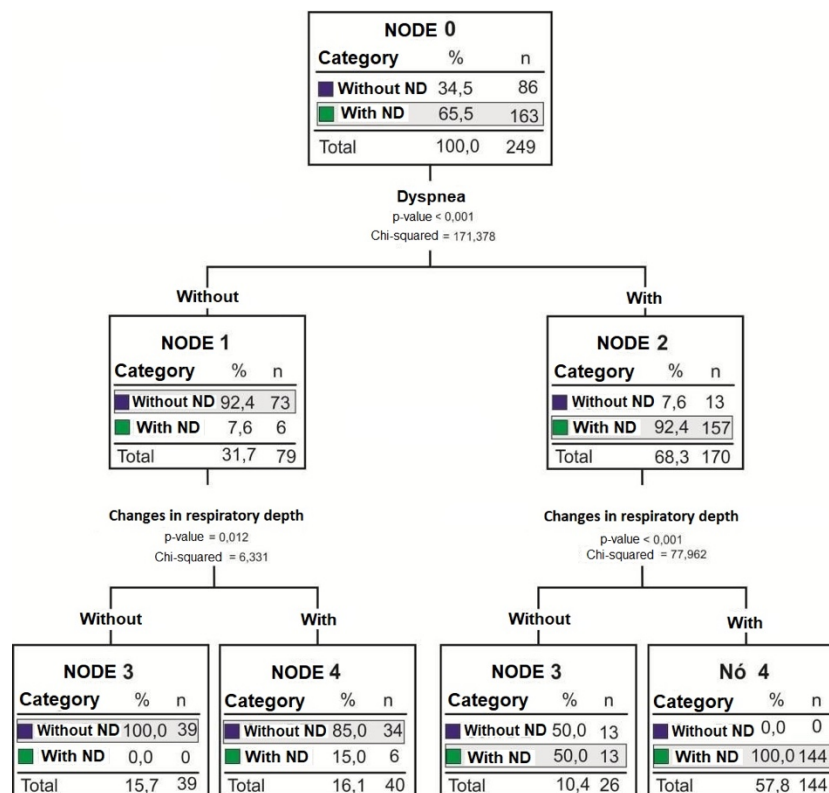 NODE 0
Category % n
Without ND 34,5 86
With ND 65,5 163
Total 100,0 249
Dyspnea
p-value < 0,001
Chi-squared = 171,378
Without
With
NODE 1
Category % n
Without ND 92,4 73
With ND 7,6 6
Total 31,7 79
NODE 2
Category % n
Without ND 7,6 13
With ND 92,4 157
Total 68,3 170
Changes in respiratory depth
p-value = 0,012
Chi-squared = 6,331
Changes in respiratory depth
p-value < 0,001
Chi-squared = 77,962
Without
With
Without
With
NODE 3
Category % n
Without ND 100,0 39
With ND 0,0 0
Total 15,7 39
NODE 4
Category % n
Without ND 85,0 34
With ND 15,0 6
Total 16,1 40
NODE 3
Category % n
Without ND 50,0 13
With ND 50,0 13
Total 10,4 26
Nó 4
Category % n
Without ND 0,0 0
With ND 100,0 144
Total 57,8 144